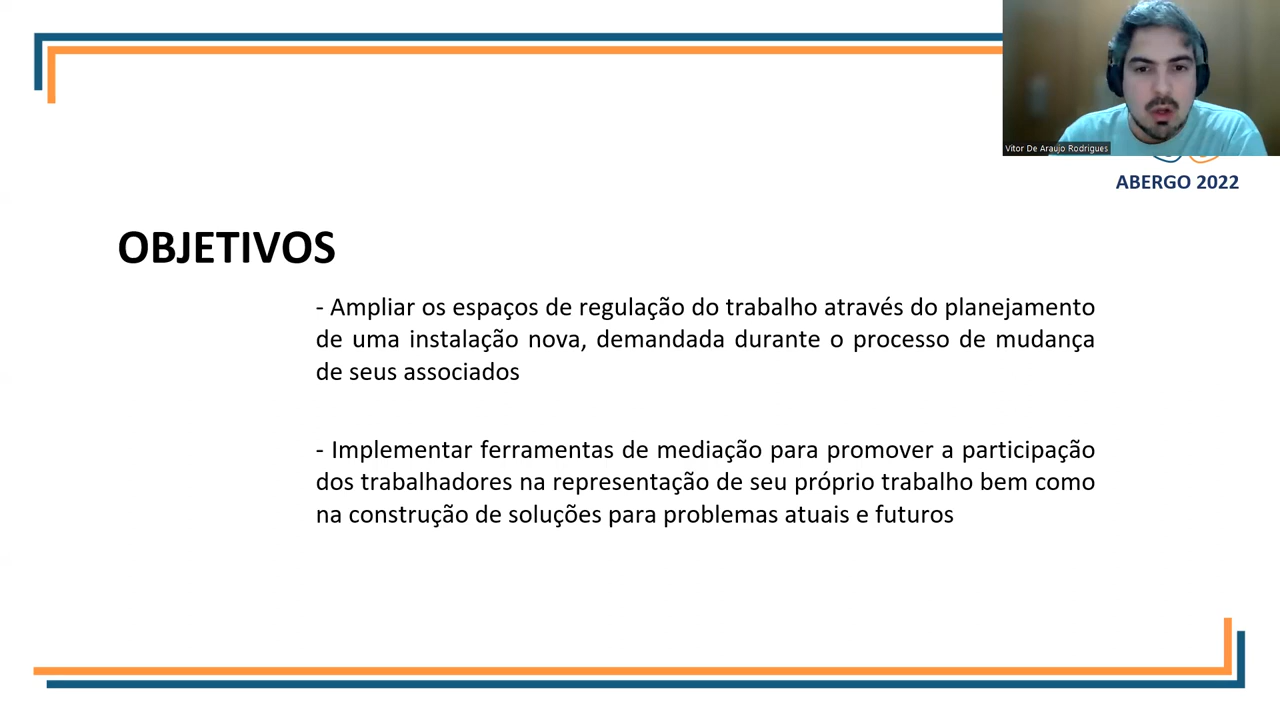 Vitor De Araujo Rodrigues
ABERGO 2022
OBJETIVOS
- Ampliar os espaços de regulação do trabalho através do planejamento
de uma instalação nova, demandada durante o processo de mudança
de seus associados
- Implementar ferramentas de mediação para promover a participação
dos trabalhadores na representação de seu próprio trabalho bem como
na construção de soluções para problemas atuais e futuros